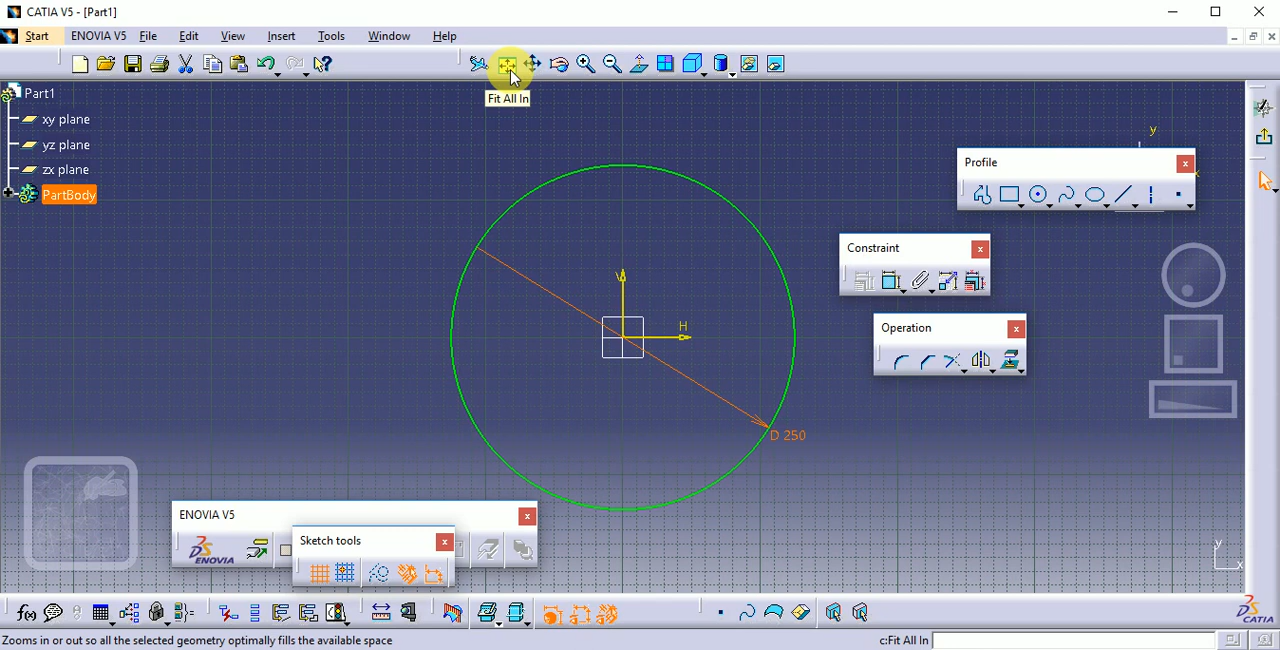 CATIA V5 - [Part1]
Start ENOVIA V5 File Edit View Insert Tools Window Help
Fit All In
Part1
xy plane
yz plane
zx plane
PartBody
y
x
Profile
Constraint
Operation
V
H
D 250
ENOVIA V5
ENOVIA
Sketch tools
y
x
f(x)
CATIA
Zooms in or out so all the selected geometry optimally fills the available space
c:Fit All In